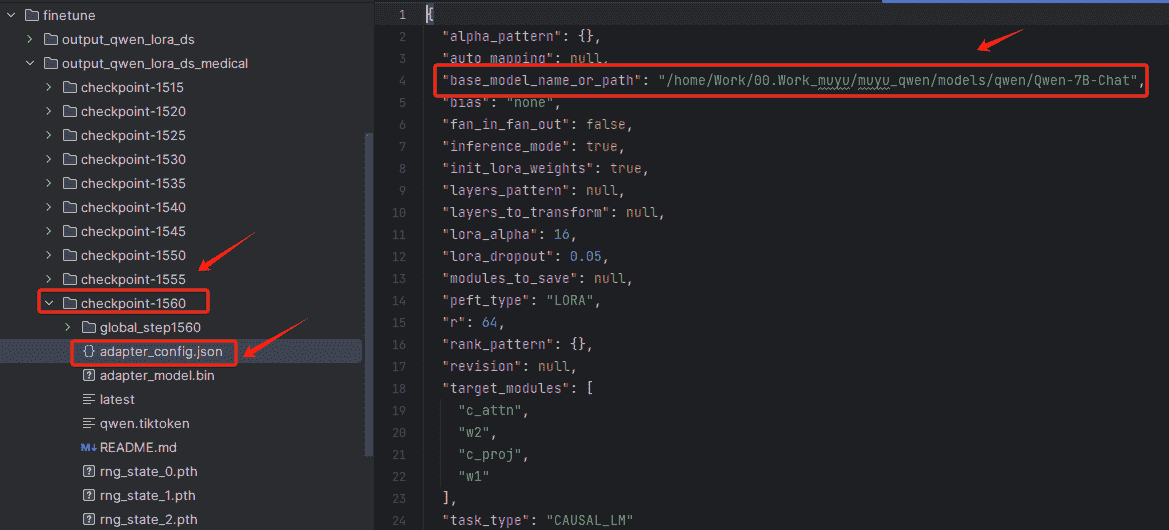 finetune
output_qwen_lora_ds
output_qwen_lora_ds_medical
checkpoint-1515
checkpoint-1520
checkpoint-1525
checkpoint-1530
checkpoint-1535
checkpoint-1540
checkpoint-1545
checkpoint-1550
checkpoint-1555
checkpoint-1560
global_step1560
{} adapter_config.json
adapter_model.bin
latest
qwen.tiktoken
M↓ README.md
rng_state_0.pth
rng_state_1.pth
rng_state_2.pth
1 {
2 "alpha_pattern": {},
3 "auto_mapping": null,
4 "base_model_name_or_path": "/home/Work/00.Work_muyu/muyu_qwen/models/qwen/Qwen-7B-Chat",
5 "bias": "none",
6 "fan_in_fan_out": false,
7 "inference_mode": true,
8 "init_lora_weights": true,
9 "layers_pattern": null,
10 "layers_to_transform": null,
11 "lora_alpha": 16,
12 "lora_dropout": 0.05,
13 "modules_to_save": null,
14 "peft_type": "LORA",
15 "r": 64,
16 "rank_pattern": {},
17 "revision": null,
18 "target_modules": [
19 "c_attn",
20 "w2",
21 "c_proj",
22 "w1"
23 ],
24 "task_type": "CAUSAL_LM"